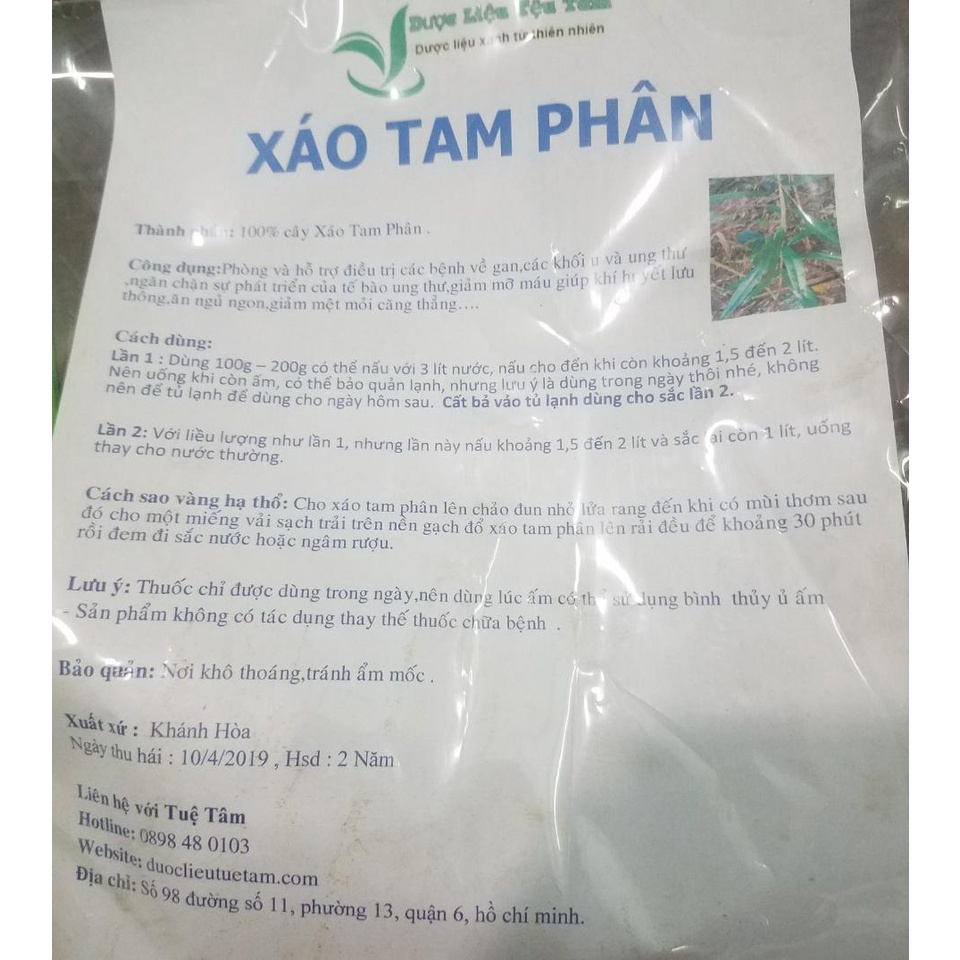 Dược Liệu Tệu Tâm
Dược liệu xanh từ thiên nhiên
XÁO TAM PHÂN
Thành phần: 100% cây Xáo Tam Phân .
Công dụng:Phòng và hỗ trợ điều trị các bệnh về gan,các khối u và ung thư
,ngăn chặn sự phát triển của tế bào ung thư,giảm mỡ máu giúp khí huyết lưu
thông,ăn ngủ ngon,giảm mệt mỏi căng thẳng….
Cách dùng:
Lần 1 : Dùng 100g – 200g có thể nấu với 3 lít nước, nấu cho đến khi còn khoảng 1,5 đến 2 lít.
Nên uống khi còn ấm, có thể bảo quản lạnh, nhưng lưu ý là dùng trong ngày thôi nhé, không
nên để tủ lạnh để dùng cho ngày hôm sau. Cất bả vảo tủ lạnh dùng cho sắc lần 2.
Lần 2: Với liều lượng như lần 1, nhưng lần này nấu khoảng 1,5 đến 2 lít và sắc lại còn 1 lít, uống
thay cho nước thường.
Cách sao vàng hạ thổ: Cho xáo tam phân lên chảo đun nhỏ lửa rang đến khi có mùi thơm sau
đó cho một miếng vải sạch trải trên nền gạch đổ xáo tam phân lên rải đều để khoảng 30 phút
rồi đem đi sắc nước hoặc ngâm rượu.
Lưu ý: Thuốc chỉ được dùng trong ngày,nên dùng lúc ấm có thể sử dụng bình thủy ủ ấm
- Sản phẩm không có tác dụng thay thế thuốc chữa bệnh .
Bảo quản: Nơi khô thoáng,tránh ẩm mốc .
Xuất xứ : Khánh Hòa
Ngày thu hái : 10/4/2019 , Hsd : 2 Năm
Liên hệ với Tuệ Tâm
Hotline: 0898 48 0103
Website: duoclieutuetam.com
Địa chỉ: Số 98 đường số 11, phường 13, quận 6, hồ chí minh.